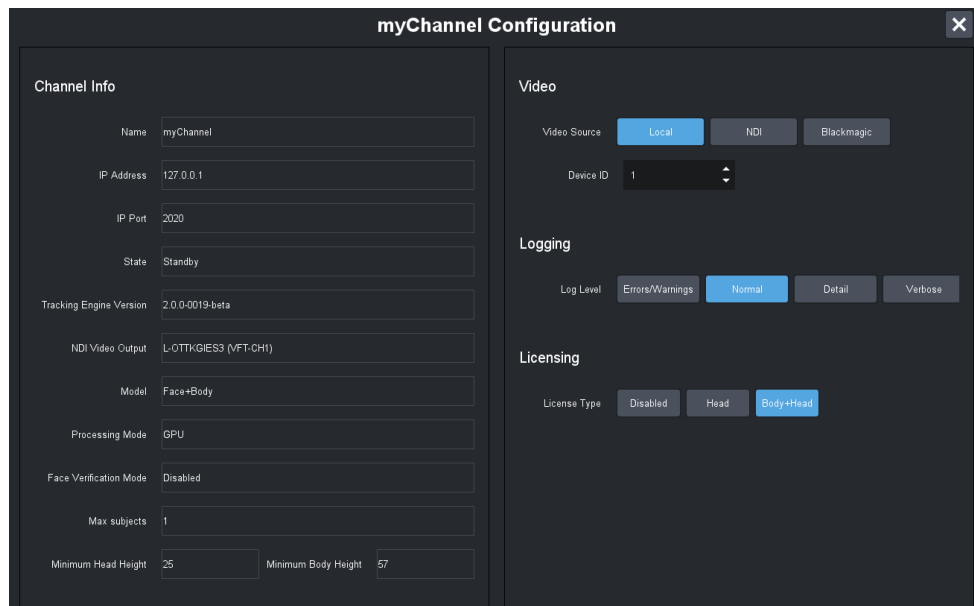 myChannel Configuration
Channel Info
Name myChannel
IP Address 127.0.0.1
IP Port 2020
State Standby
Tracking Engine Version 2.0.0-0019-beta
NDI Video Output L-OTTKGIES3 (VFT-CH1)
Model Face+Body
Processing Mode GPU
Face Verification Mode Disabled
Max subjects 1
Minimum Head Height 25 Minimum Body Height 57
Video
Video Source Local NDI Blackmagic
Device ID 1
Logging
Log Level Errors/Warnings Normal Detail Verbose
Licensing
License Type Disabled Head Body+Head